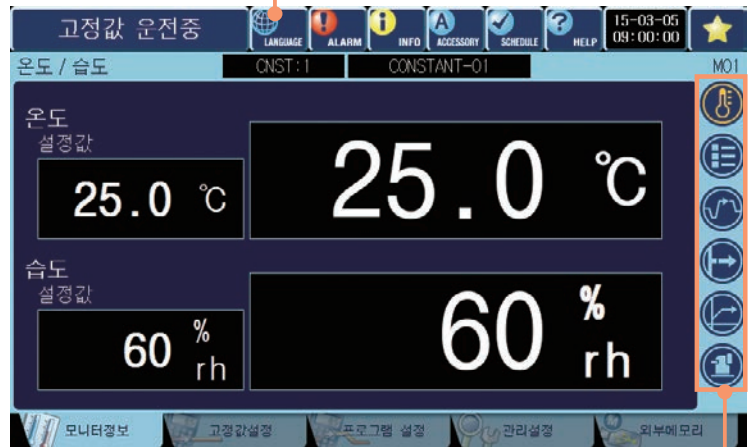 고정값 운전중
LANGUAGE
ALARM
INFO
ACCESSORY
SCHEDULE
HELP
15-03-05
09:00:00
온도 / 습도
CNST:1
CONSTANT-01
M01
온도
설정값
25.0 ℃
25.0 ℃
습도
설정값
60 % rh
60 % rh
모니터정보
고정값설정
프로그램 설정
관리설정
외부메모리